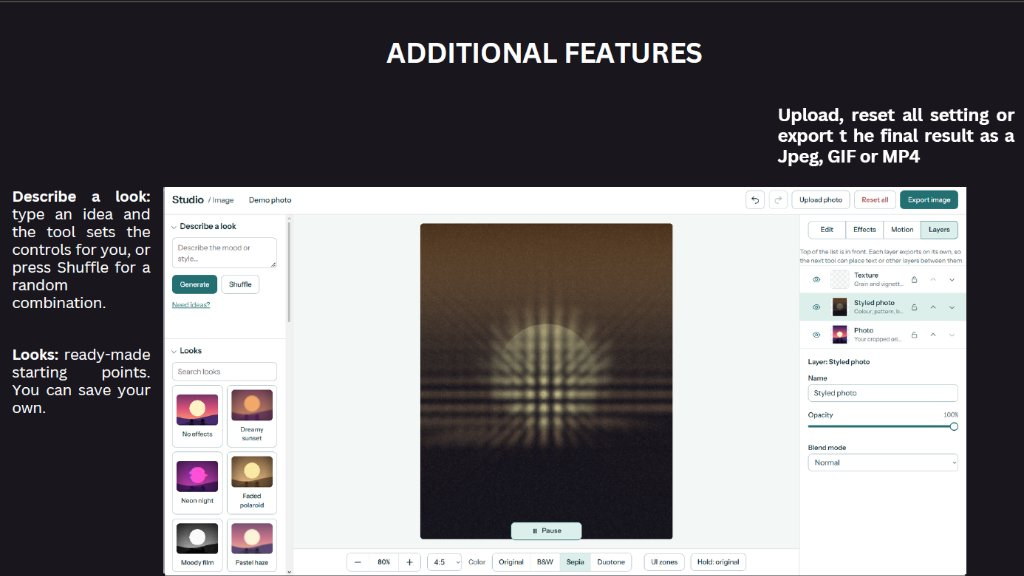 ADDITIONAL FEATURES
Upload, reset all setting or
export t he final result as a
Jpeg, GIF or MP4
Describe a look:
type an idea and
the tool sets the
controls for you, or
press Shuffle for a
random
combination.
Looks: ready-made
starting points.
You can save your
own.
Studio / Image Demo photo
Upload photo Reset all Export image
Describe a look
Describe the mood or
style...
Generate Shuffle
Need ideas?
Looks
Search looks
No effects
Dreamy
sunset
Neon night
Faded
polaroid
Moody film
Pastel haze
Pause
− 80% + 4:5 Color Original B&W Sepia Duotone UI zones Hold: original
Edit Effects Motion Layers
Top of the list is in front. Each layer exports on its own, so
the next tool can place text or other layers between them.
Texture
Grain and vignett...
Styled photo
Colour, pattern, b...
Photo
Your cropped ori...
Layer: Styled photo
Name
Styled photo
Opacity 100%
Blend mode
Normal